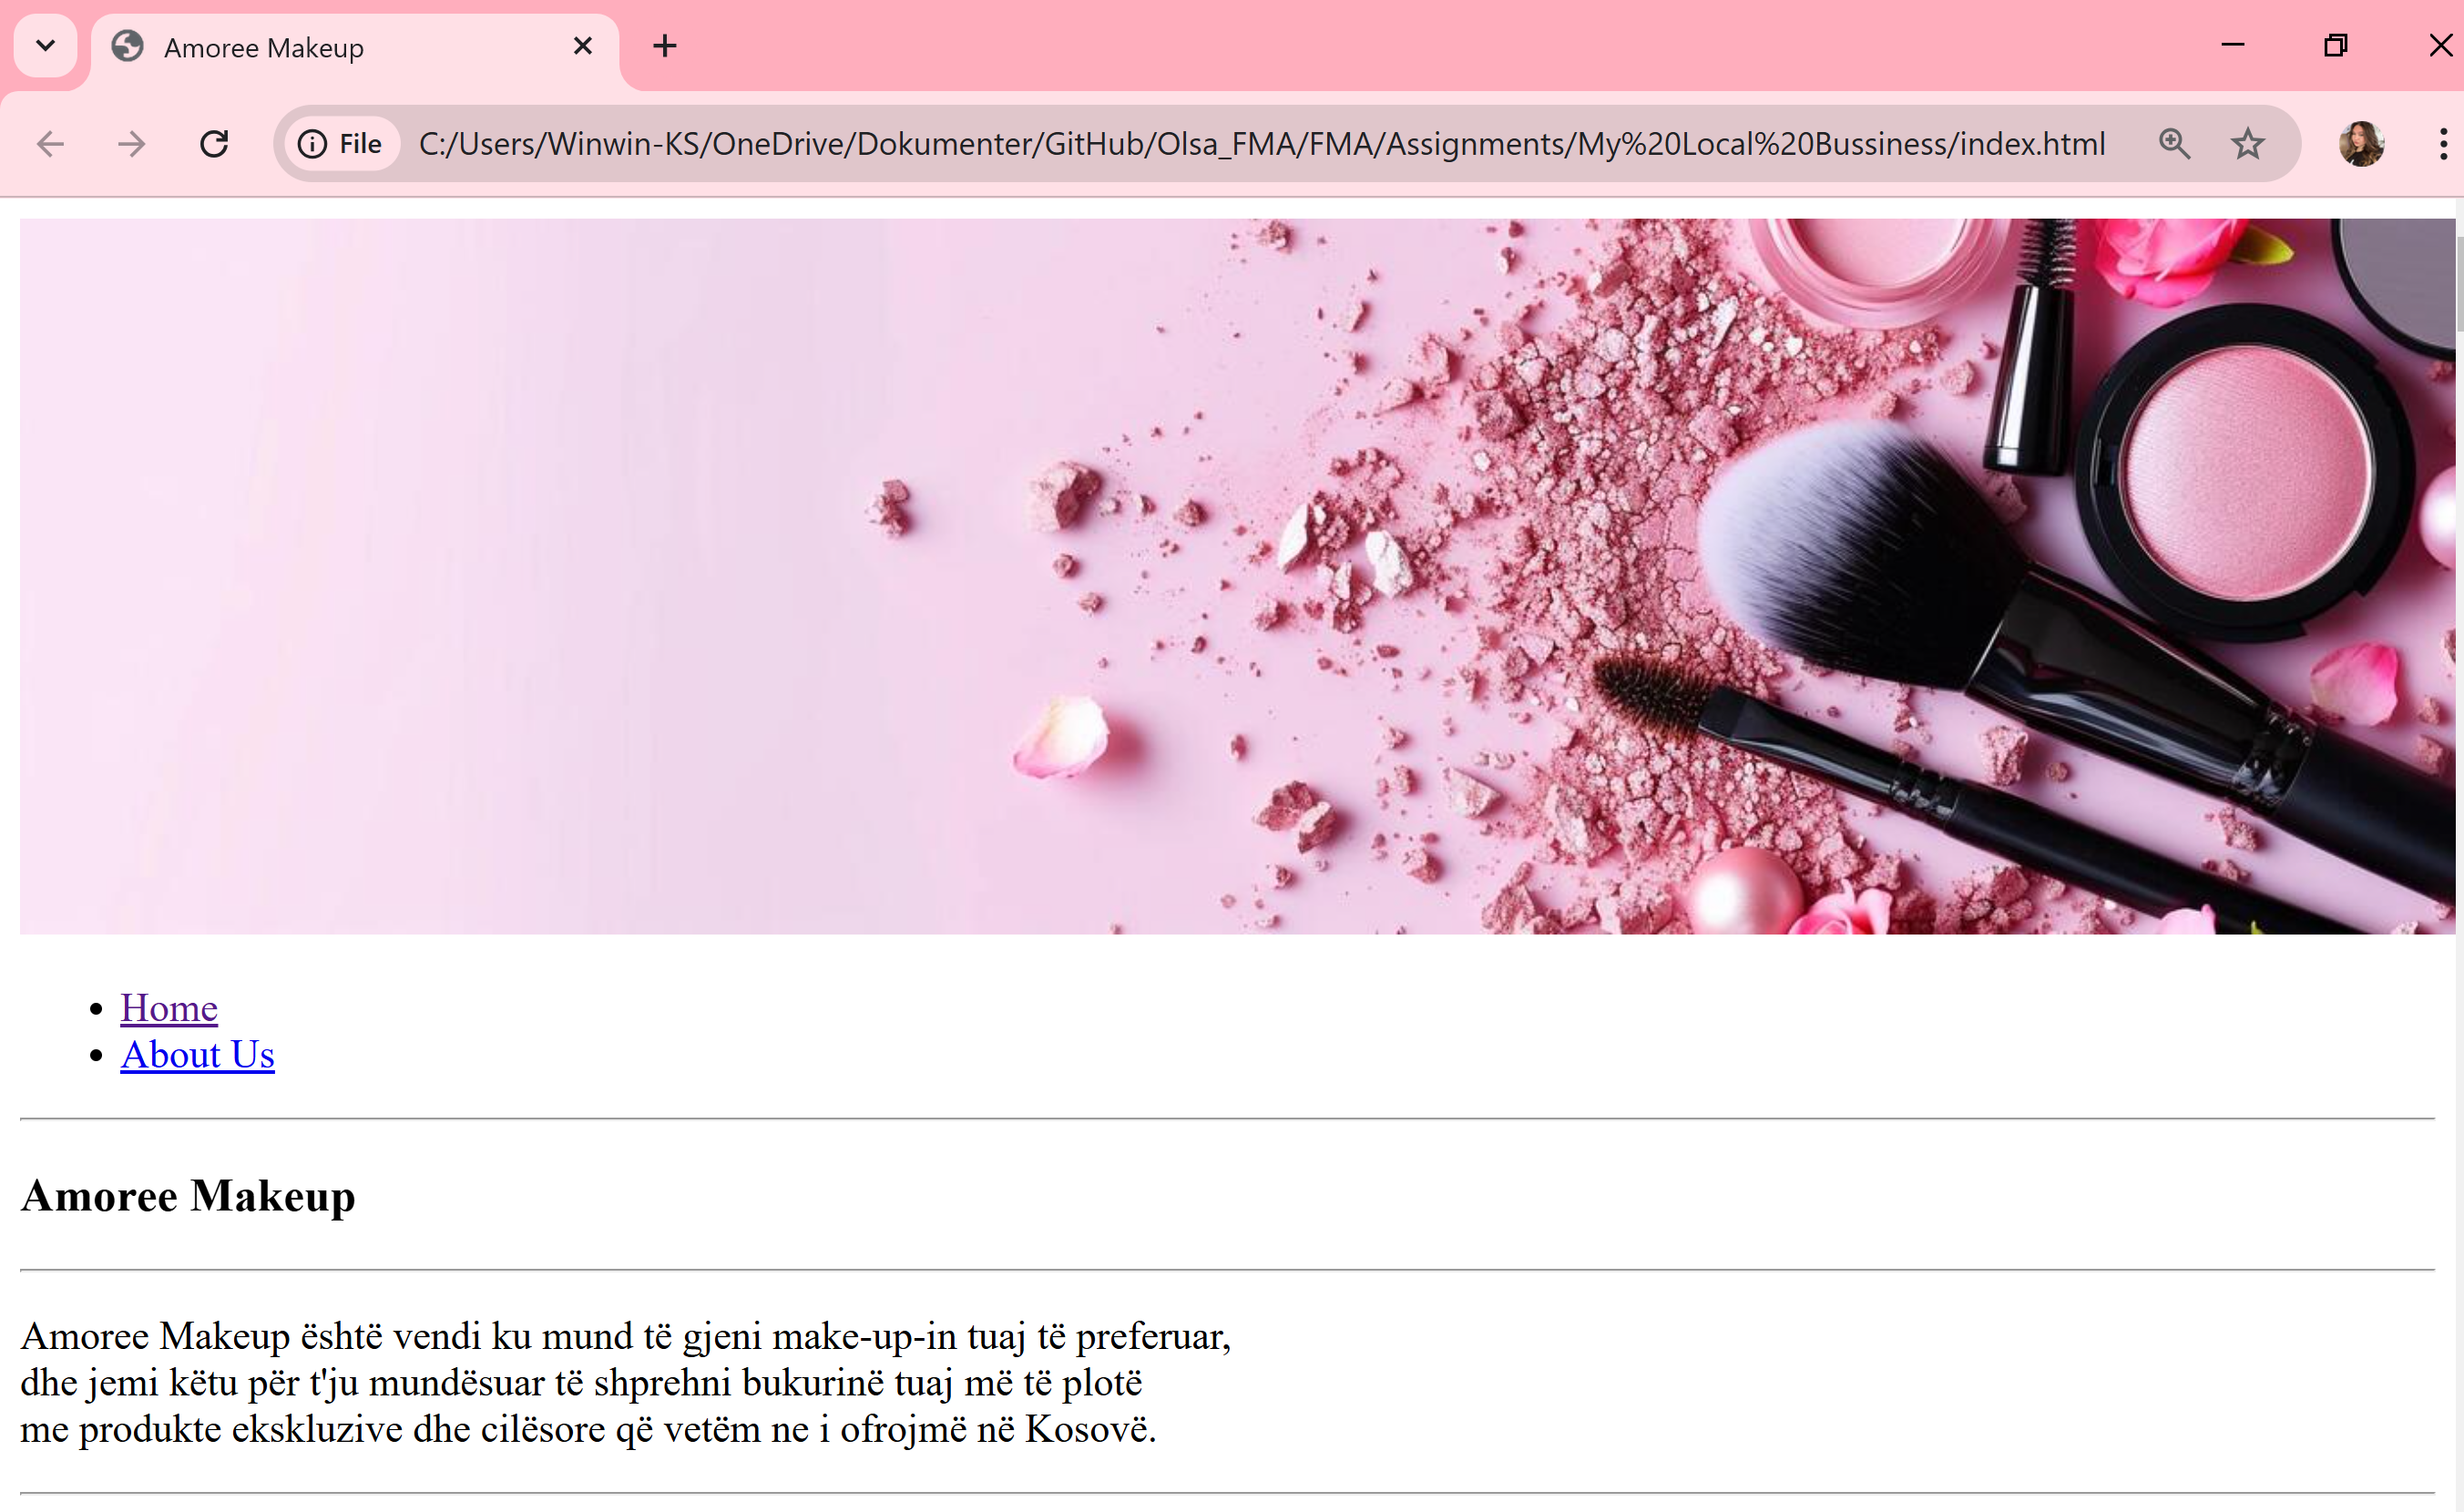 Amoree Makeup
File
C:/Users/Winwin-KS/OneDrive/Dokumenter/GitHub/Olsa_FMA/FMA/Assignments/My%20Local%20Bussiness/index.html
Home
About Us
Amoree Makeup
Amoree Makeup është vendi ku mund të gjeni make-up-in tuaj të preferuar,
dhe jemi këtu për t'ju mundësuar të shprehni bukurinë tuaj më të plotë
me produkte ekskluzive dhe cilësore që vetëm ne i ofrojmë në Kosovë.